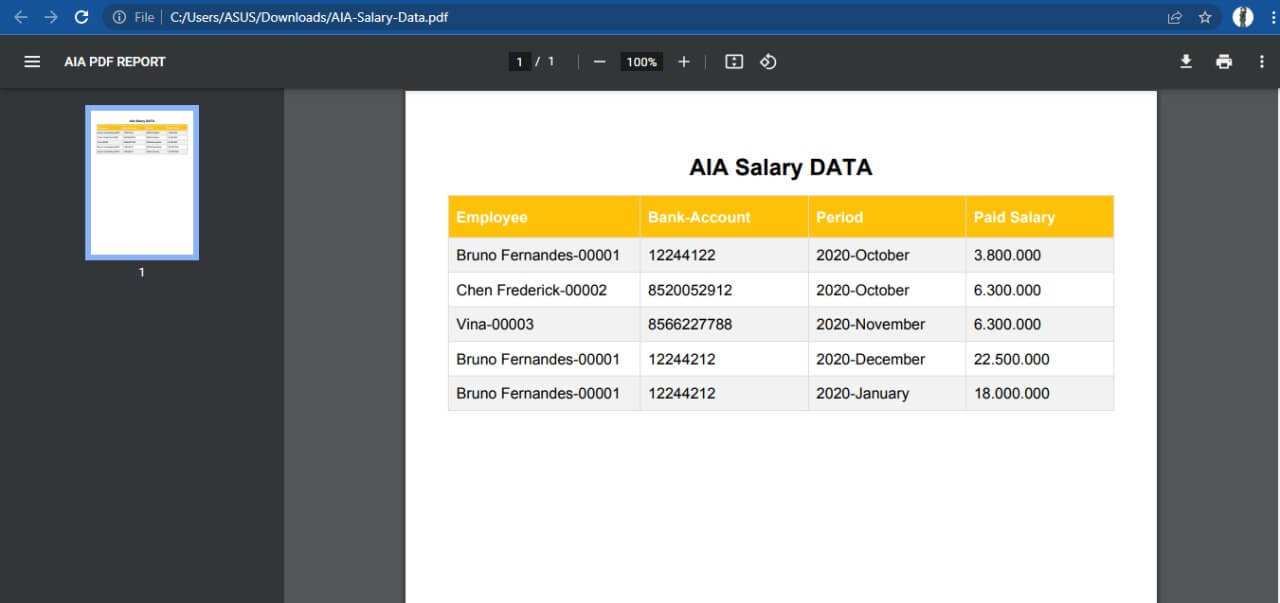 File C:/Users/ASUS/Downloads/AIA-Salary-Data.pdf
AIA PDF REPORT 1 / 1 100%
AIA Salary DATA
Employee Bank-Account Period Paid Salary
Bruno Fernandes-00001 12244122 2020-October 3.800.000
Chen Frederick-00002 8520052912 2020-October 6.300.000
Vina-00003 8566227788 2020-November 6.300.000
Bruno Fernandes-00001 12244212 2020-December 22.500.000
Bruno Fernandes-00001 12244212 2020-January 18.000.000
1